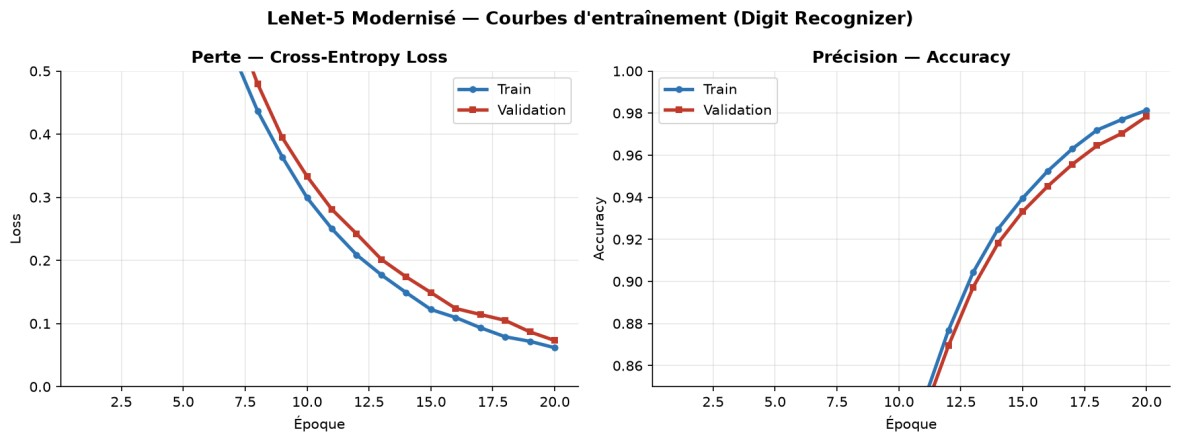 LeNet-5 Modernisé — Courbes d'entraînement (Digit Recognizer)
Perte — Cross-Entropy Loss
0.5
0.4
0.3
0.2
0.1
0.0
Loss
Train
Validation
2.5 5.0 7.5 10.0 12.5 15.0 17.5 20.0
Époque
Précision — Accuracy
1.00
0.98
0.96
0.94
0.92
0.90
0.88
0.86
Accuracy
Train
Validation
2.5 5.0 7.5 10.0 12.5 15.0 17.5 20.0
Époque